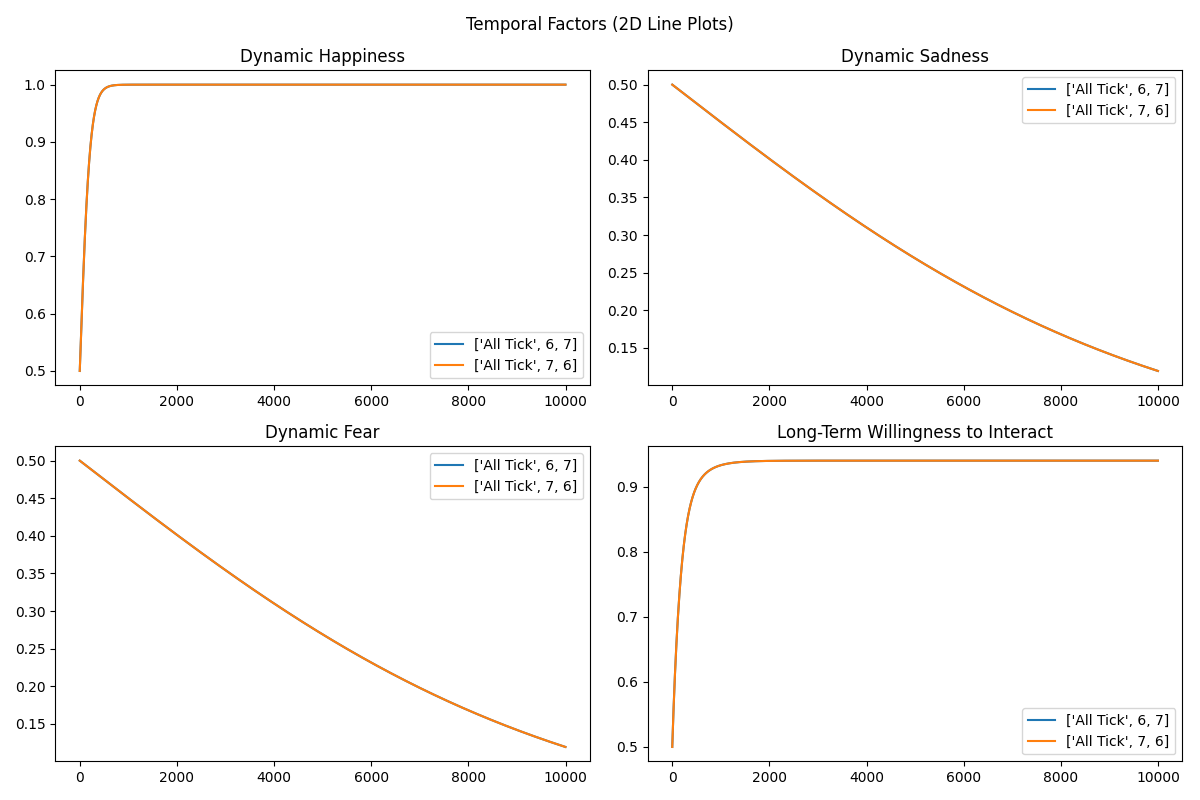 Temporal Factors (2D Line Plots)
Dynamic Happiness
1.0
0.9
0.8
0.7
0.6
0.5
['All Tick', 6, 7]
['All Tick', 7, 6]
0 2000 4000 6000 8000 10000
Dynamic Sadness
0.50
0.45
0.40
0.35
0.30
0.25
0.20
0.15
['All Tick', 6, 7]
['All Tick', 7, 6]
0 2000 4000 6000 8000 10000
Dynamic Fear
0.50
0.45
0.40
0.35
0.30
0.25
0.20
0.15
['All Tick', 6, 7]
['All Tick', 7, 6]
0 2000 4000 6000 8000 10000
Long-Term Willingness to Interact
0.9
0.8
0.7
0.6
0.5
['All Tick', 6, 7]
['All Tick', 7, 6]
0 2000 4000 6000 8000 10000